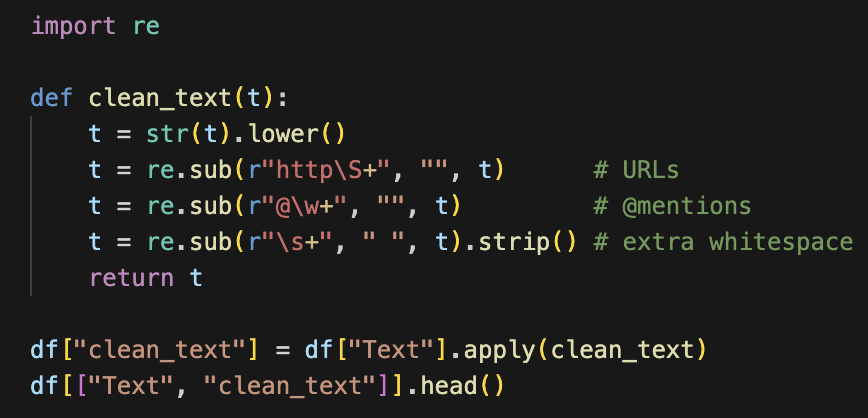 import re

def clean_text(t):
    t = str(t).lower()
    t = re.sub(r"http\S+", "", t)      # URLs
    t = re.sub(r"@\w+", "", t)         # @mentions
    t = re.sub(r"\s+", " ", t).strip() # extra whitespace
    return t

df["clean_text"] = df["Text"].apply(clean_text)
df[["Text", "clean_text"]].head()